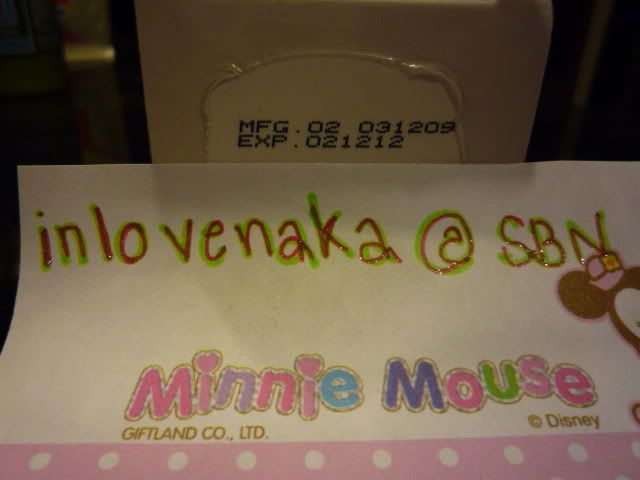 MFG. 02 031209
EXP. 021212
inlovenaka @ SBN
Minnie Mouse
GIFTLAND CO., LTD.
© Disney